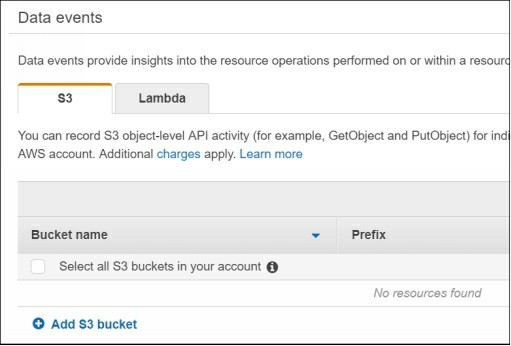 Data events
Data events provide insights into the resource operations performed on or within a
S3
Lambda
You can record S3 object-level API activity (for example, GetObject and PutObject) for
AWS account. Additional charges apply. Learn more
Bucket name
Prefix
Select all S3 buckets in your account
No resources found
Add S3 bucket